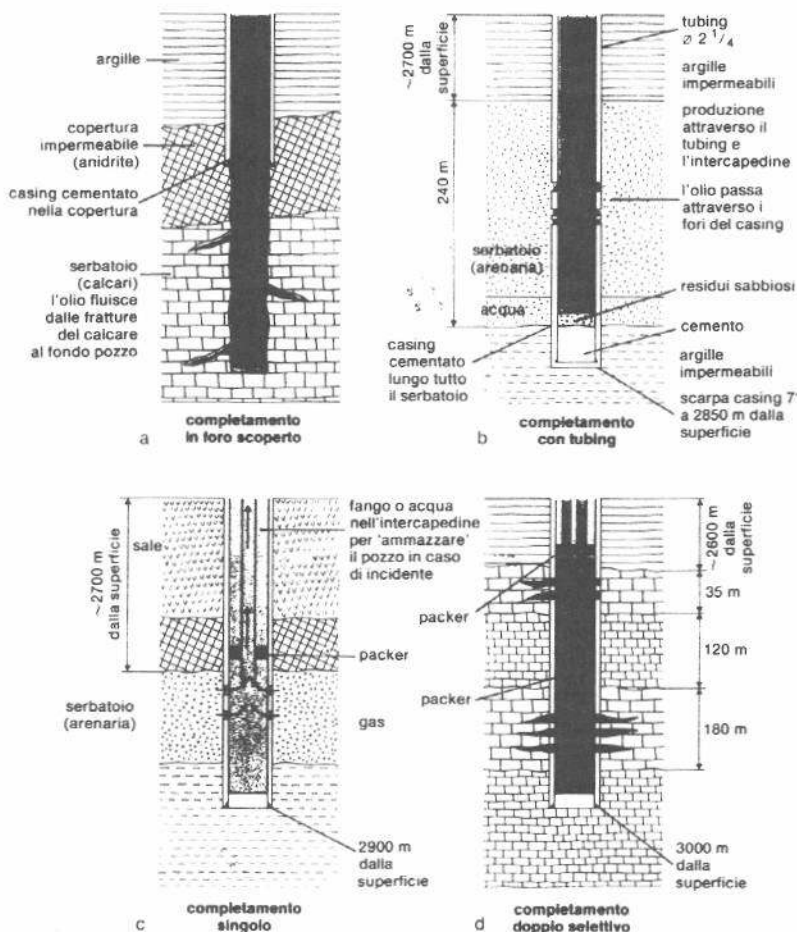 argille
copertura
impermeabile
(anidrite)
casing cementato
nella copertura
serbatoio
(calcari)
l'olio fluisce
dalle fratture
del calcare
al fondo pozzo
a
completamento
in foro scoperto
~2700 m
dalla
superficie
240 m
tubing
Ø 2 1/4
argille
impermeabili
produzione
attraverso il
tubing e
l'intercapedine
l'olio passa
attraverso i
fori del casing
serbatoio
(arenaria)
acqua
residui sabbiosi
cemento
casing
cementato
lungo tutto
il serbatoio
argille
impermeabili
scarpa casing 7"
a 2850 m dalla
superficie
b
completamento
con tubing
~2700 m
dalla superficie
sale
fango o acqua
nell'intercapedine
per 'ammazzare'
il pozzo in caso
di incidente
packer
serbatoio
(arenaria)
gas
2900 m
dalla
superficie
c
completamento
singolo
~2600 m
dalla
superficie
packer
35 m
120 m
packer
180 m
3000 m
dalla
superficie
d
completamento
doppio selettivo